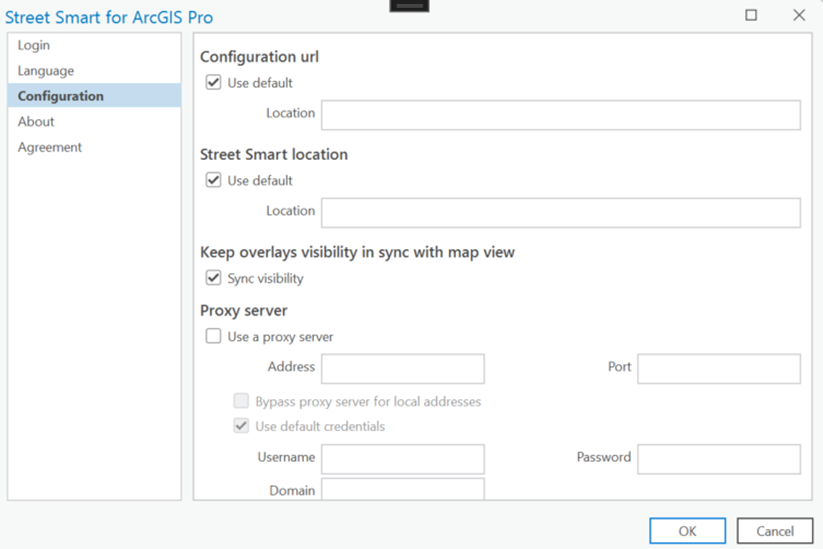 Street Smart for ArcGIS Pro
Login
Language
Configuration
About
Agreement
Configuration url
Use default
Location
Street Smart location
Use default
Location
Keep overlays visibility in sync with map view
Sync visibility
Proxy server
Use a proxy server
Address Port
Bypass proxy server for local addresses
Use default credentials
Username Password
Domain
OK Cancel